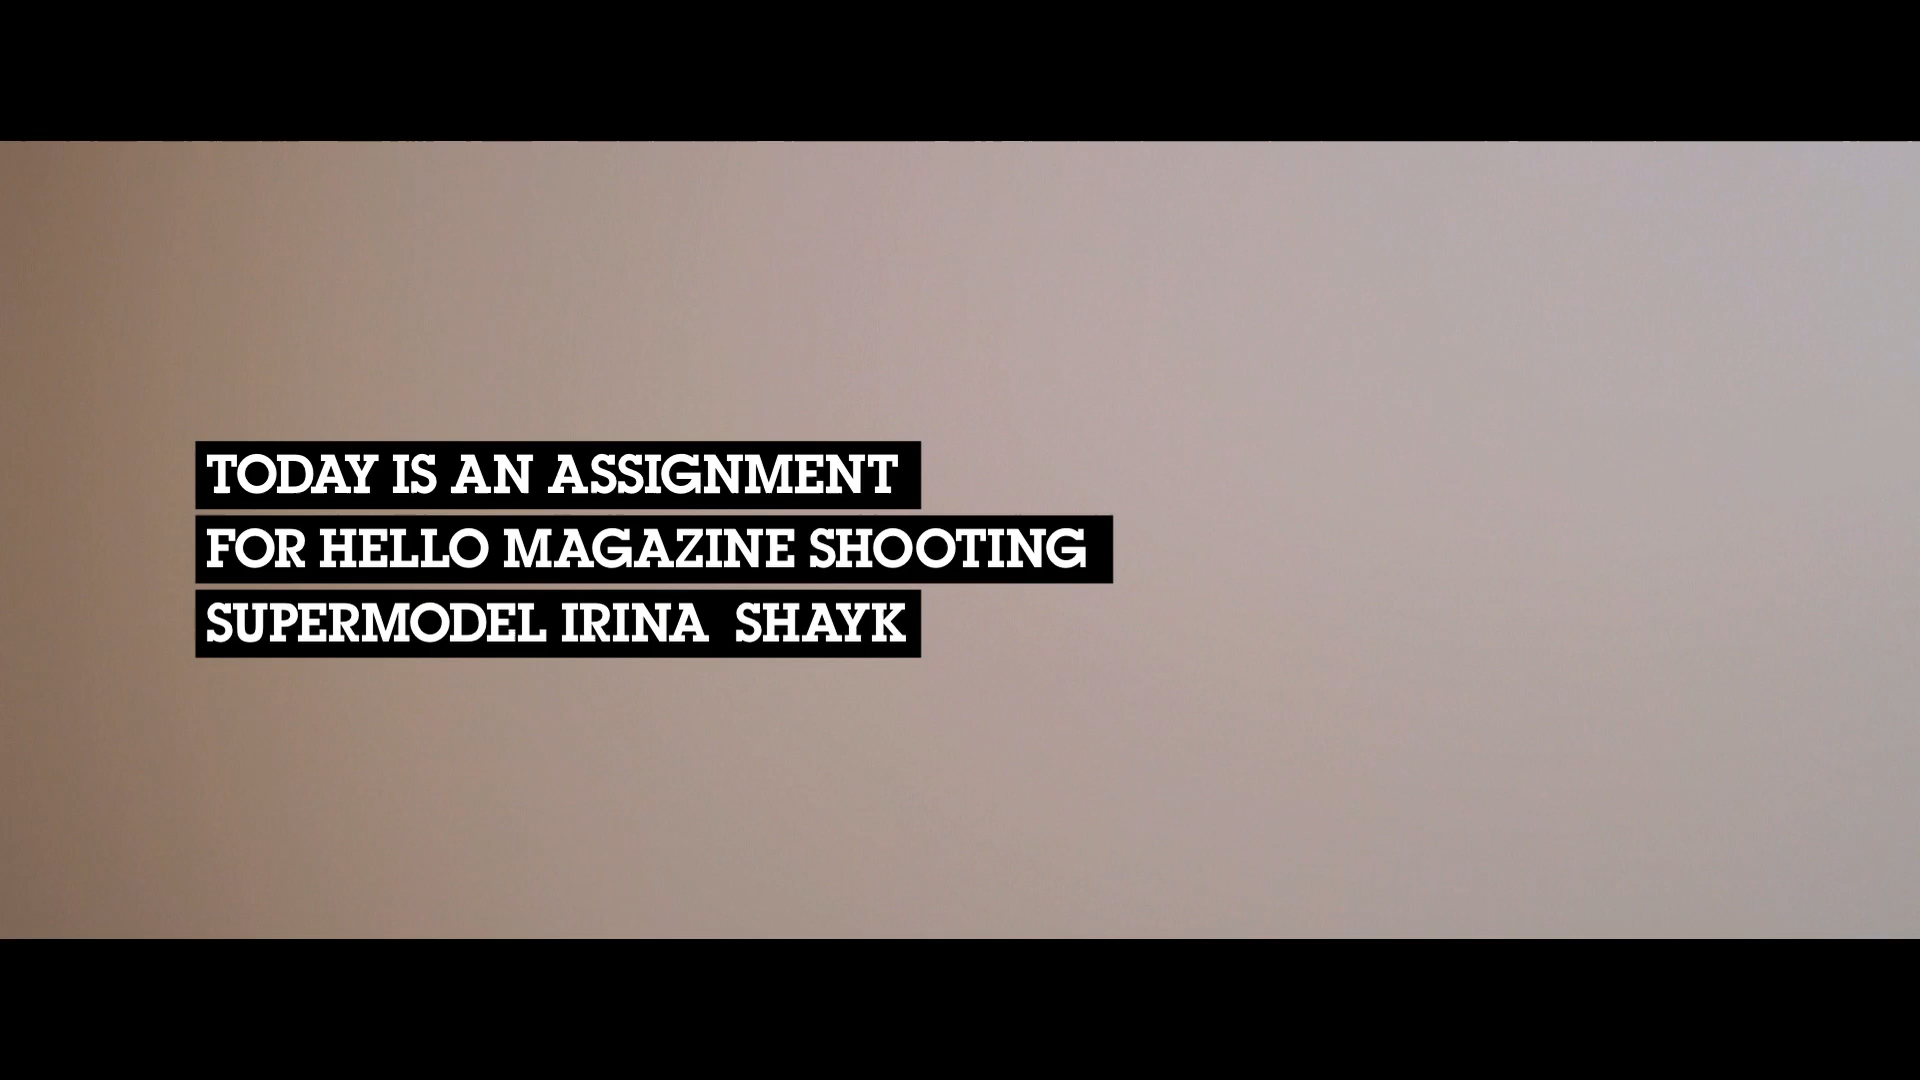 TODAY IS AN ASSIGNMENT
FOR HELLO MAGAZINE SHOOTING
SUPERMODEL IRINA  SHAYK